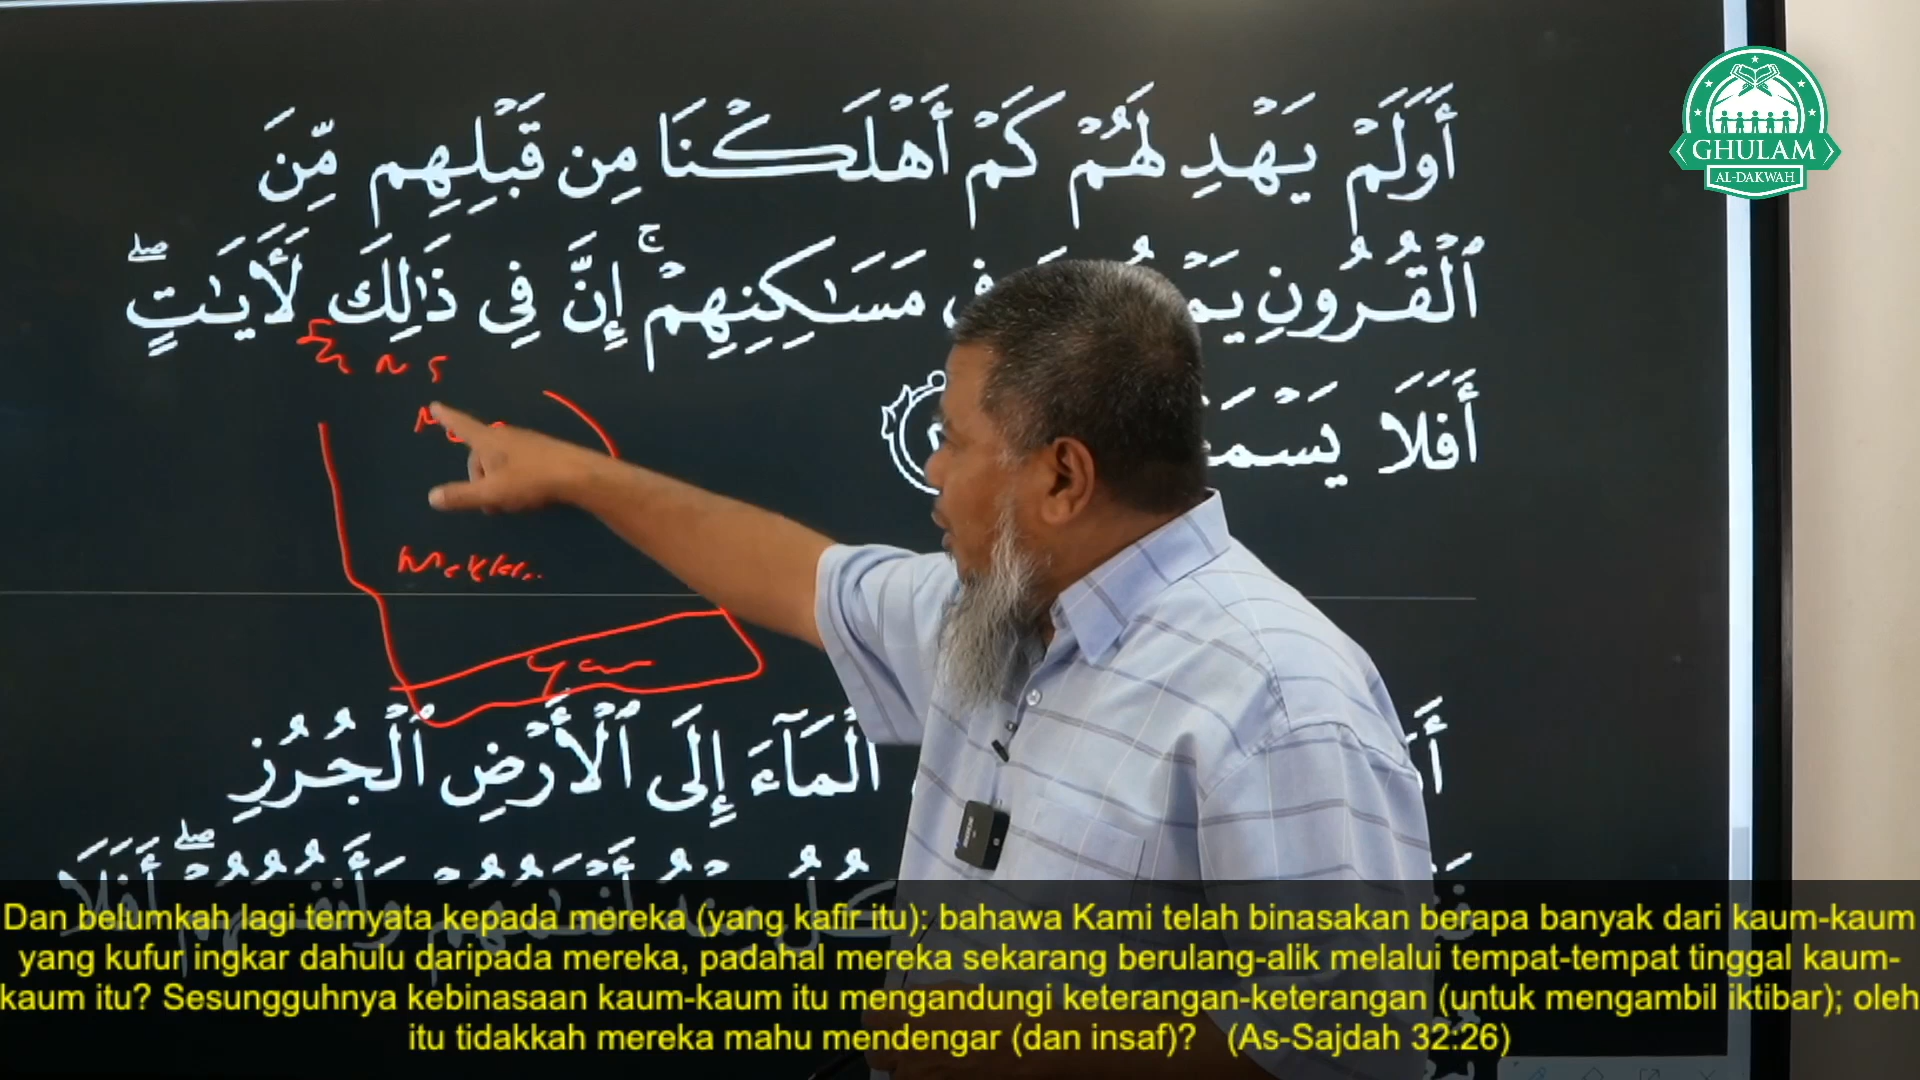 أَوَلَمْ يَهْدِ لَهُمْ كَمْ أَهْلَكْنَا مِن قَبْلِهِم مِّنَ
ٱلْقُرُونِ فِى مَسَٰكِنِهِمْ ۚ إِنَّ فِى ذَٰلِكَ لَـَٔايَٰتٍ ۖ
أَفَلَا
GHULAM
AL-DAKWAH
Mekkah
ٱلْمَآءَ إِلَى ٱلْأَرْضِ ٱلْجُرُزِ
أَفَلَا
Dan belumkah lagi ternyata kepada mereka (yang kafir itu); bahawa Kami telah binasakan berapa banyak dari kaum-kaum
yang kufur ingkar dahulu daripada mereka, padahal mereka sekarang berulang-alik melalui tempat-tempat tinggal kaum-
kaum itu? Sesungguhnya kebinasaan kaum-kaum itu mengandungi keterangan-keterangan (untuk mengambil iktibar); oleh
itu tidakkah mereka mahu mendengar (dan insaf)? (As-Sajdah 32:26)